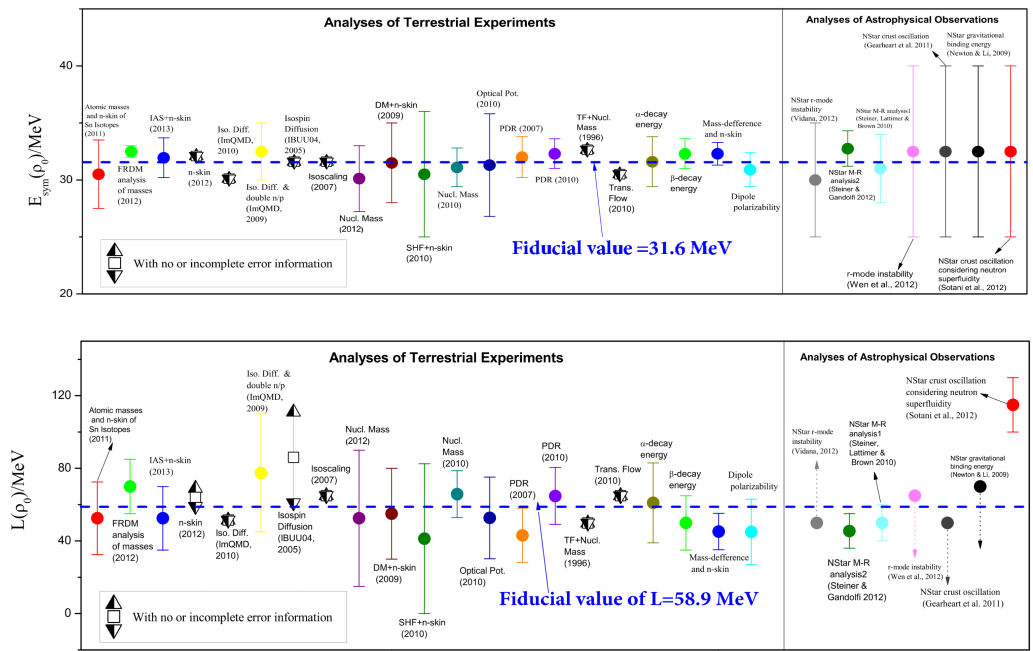 Analyses of Terrestrial Experiments
Analyses of Astrophysical Observations
E_sym(ρ₀)/MeV
40
30
20
Atomic masses
and n-skin of
Sn Isotopes
(2011)
FRDM
analysis
of masses
(2012)
IAS+n-skin
(2013)
n-skin
(2012)
Iso. Diff.
(ImQMD,
2010)
Iso. Diff. &
double n/p
(ImQMD,
2009)
Isospin
Diffusion
(IBUU04,
2005)
Isoscaling
(2007)
Nucl. Mass
(2012)
DM+n-skin
(2009)
SHF+n-skin
(2010)
Nucl. Mass
(2010)
Optical Pot.
(2010)
PDR (2007)
PDR (2010)
TF+Nucl.
Mass
(1996)
Trans.
Flow
(2010)
α-decay
energy
β-decay
energy
Mass-defference
and n-skin
Dipole
polarizability
Fiducial value =31.6 MeV
With no or incomplete error information
NStar r-mode
instability
(Vidana, 2012)
NStar M-R
analysis2
(Steiner &
Gandolfi 2012)
NStar M-R analysis1
(Steiner, Lattimer &
Brown 2010)
r-mode instability
(Wen et al., 2012)
NStar crust oscillation
(Gearheart et al. 2011)
NStar gravitational
binding energy
(Newton & Li, 2009)
NStar crust oscillation
considering neutron
superfluidity
(Sotani et al., 2012)
Analyses of Terrestrial Experiments
Analyses of Astrophysical Observations
L(ρ₀)/MeV
120
80
40
0
Atomic masses
and n-skin of
Sn Isotopes
(2011)
FRDM
analysis
of masses
(2012)
IAS+n-skin
(2013)
n-skin
(2012)
Iso. Diff.
(ImQMD,
2010)
Iso. Diff. &
double n/p
(ImQMD,
2009)
Isospin
Diffusion
(IBUU04,
2005)
Isoscaling
(2007)
Nucl. Mass
(2012)
DM+n-skin
(2009)
SHF+n-skin
(2010)
Nucl.
Mass
(2010)
Optical Pot.
(2010)
PDR
(2007)
PDR
(2010)
TF+Nucl.
Mass
(1996)
Trans. Flow
(2010)
α-decay
energy
β-decay
energy
Mass-defference
and n-skin
Dipole
polarizability
Fiducial value of L=58.9 MeV
With no or incomplete error information
NStar r-mode
instability
(Vidana, 2012)
NStar M-R
analysis2
(Steiner &
Gandolfi 2012)
NStar M-R
analysis1
(Steiner,
Lattimer &
Brown 2010)
r-mode instability
(Wen et al., 2012)
NStar crust oscillation
(Gearheart et al. 2011)
NStar gravitational
binding energy
(Newton & Li, 2009)
NStar crust oscillation
considering neutron
superfluidity
(Sotani et al., 2012)